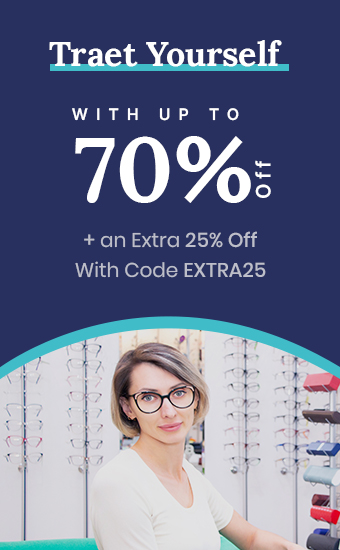 Traet Yourself
WITH UP TO
70% Off
+ an Extra 25% Off
With Code EXTRA25